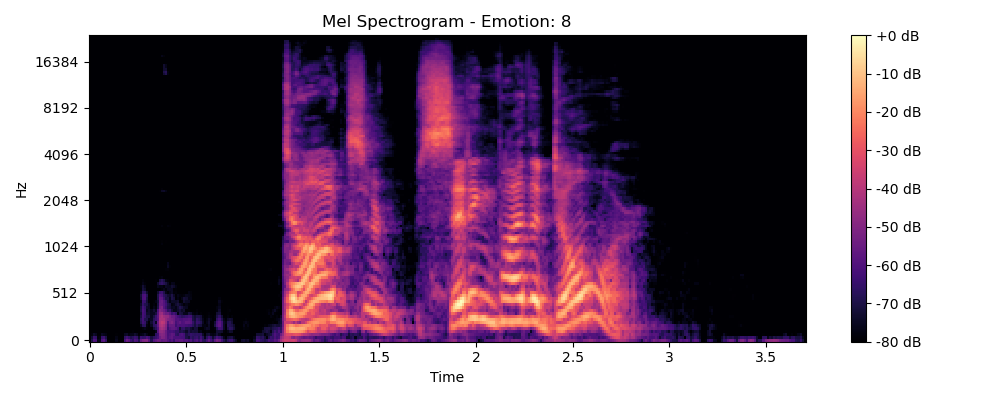 Mel Spectrogram - Emotion: 8
16384
8192
4096
2048
1024
512
0
Hz
0 0.5 1 1.5 2 2.5 3 3.5
Time
+0 dB
-10 dB
-20 dB
-30 dB
-40 dB
-50 dB
-60 dB
-70 dB
-80 dB